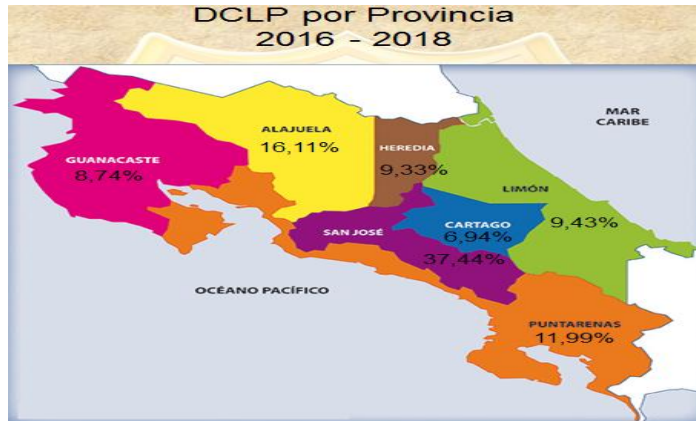 DCLP por Provincia
2016 - 2018
MAR
CARIBE
ALAJUELA
16,11%
HEREDIA
9,33%
GUANACASTE
8,74%
LIMÓN
9,43%
CARTAGO
6,94%
SAN JOSÉ
37,44%
OCÉANO PACÍFICO
PUNTARENAS
11,99%